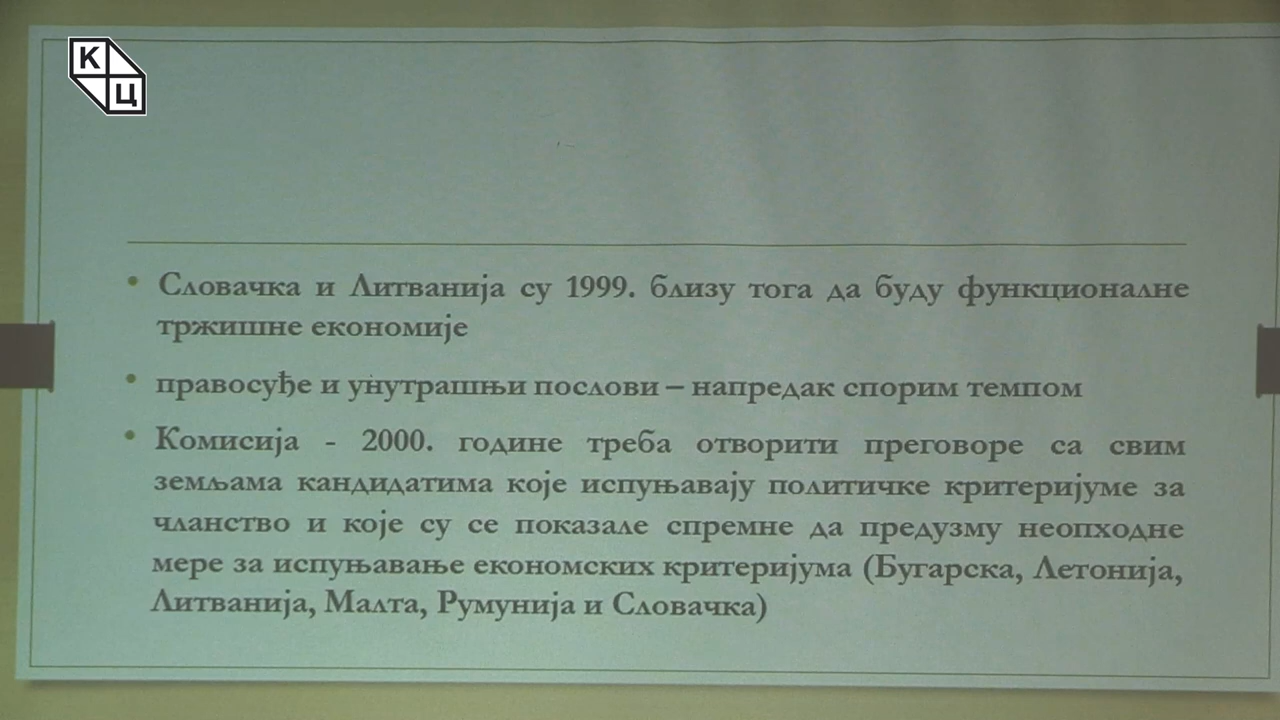 К
Ц
• Словачка и Литванија су 1999. близу тога да буду функционалне
тржишне економије
• правосуђе и унутрашњи послови – напредак спорим темпом
• Комисија - 2000. године треба отворити преговоре са свим
земљама кандидатима које испуњавају политичке критеријуме за
чланство и које су се показале спремне да предузму неопходне
мере за испуњавање економских критеријума (Бугарска, Летонија,
Литванија, Малта, Румунија и Словачка)